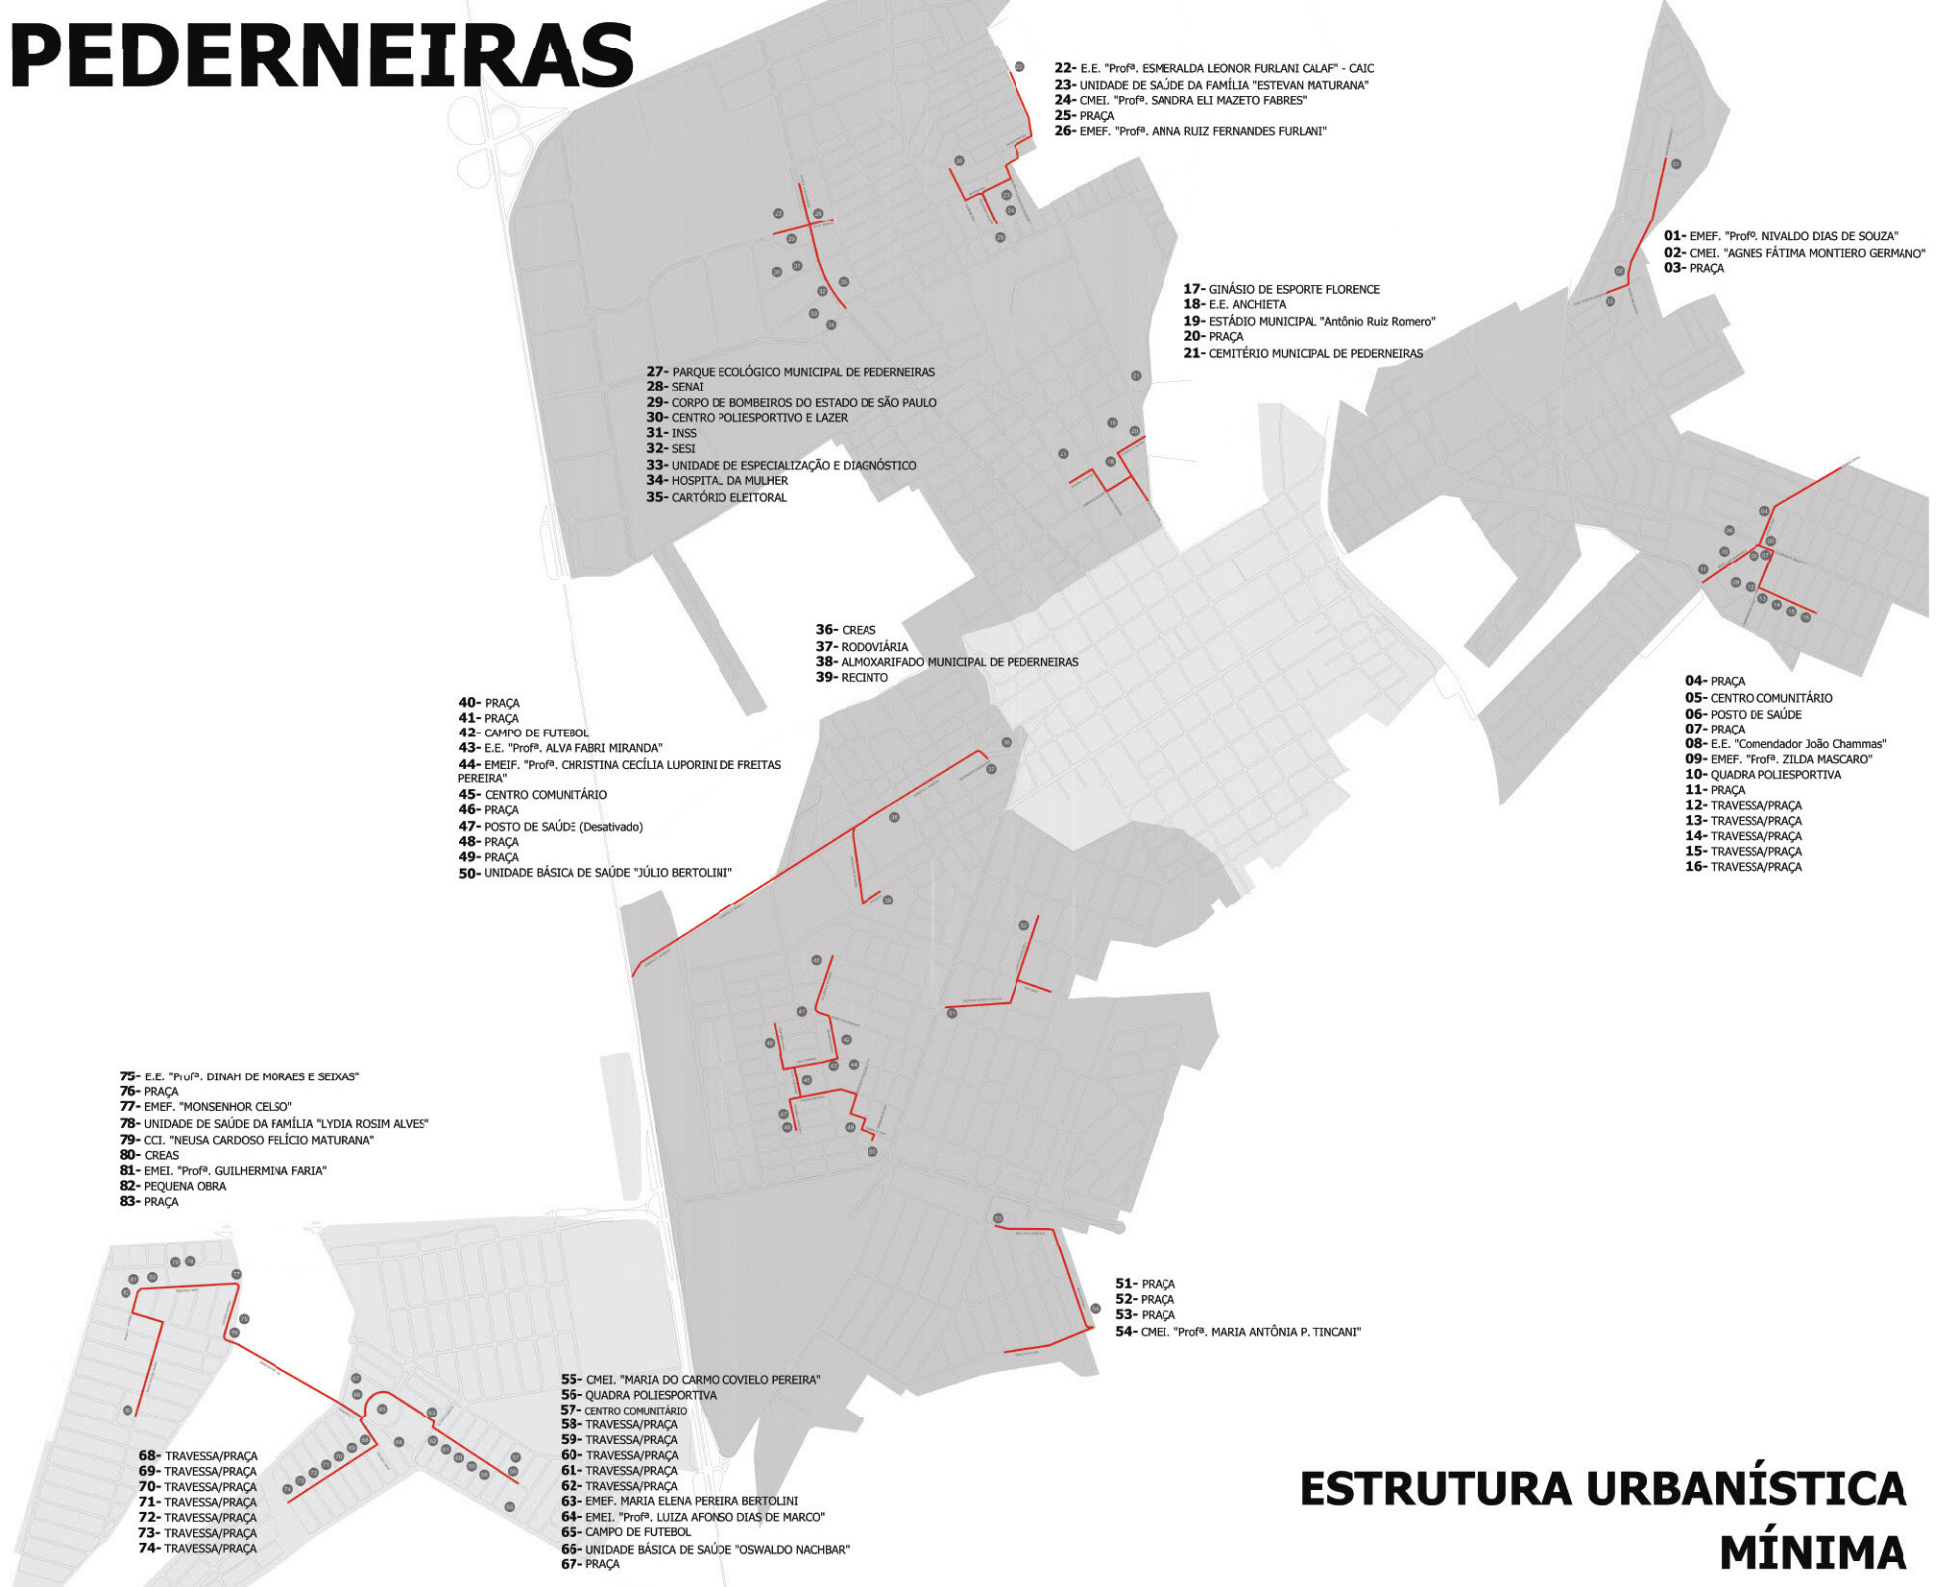 PEDERNEIRAS
22- E.E. "Profª. ESMERALDA LEONOR FURLANI CALAF" - CAIC
23- UNIDADE DE SAÚDE DA FAMÍLIA "ESTEVAN MATURANA"
24- CMEI. "Profª. SANDRA ELI MAZETO FABRES"
25- PRAÇA
26- EMEF. "Profª. ANNA RUIZ FERNANDES FURLANI"
01- EMEF. "Profº. NIVALDO DIAS DE SOUZA"
02- CMEI. "AGNES FÁTIMA MONTIERO GERMANO"
03- PRAÇA
17- GINÁSIO DE ESPORTE FLORENCE
18- E.E. ANCHIETA
19- ESTÁDIO MUNICIPAL "Antônio Ruiz Romero"
20- PRAÇA
21- CEMITÉRIO MUNICIPAL DE PEDERNEIRAS
27- PARQUE ECOLÓGICO MUNICIPAL DE PEDERNEIRAS
28- SENAI
29- CORPO DE BOMBEIROS DO ESTADO DE SÃO PAULO
30- CENTRO POLIESPORTIVO E LAZER
31- INSS
32- SESI
33- UNIDADE DE ESPECIALIZAÇÃO E DIAGNÓSTICO
34- HOSPITAL DA MULHER
35- CARTÓRIO ELEITORAL
36- CREAS
37- RODOVIÁRIA
38- ALMOXARIFADO MUNICIPAL DE PEDERNEIRAS
39- RECINTO
40- PRAÇA
41- PRAÇA
42- CAMPO DE FUTEBOL
43- E.E. "Profª. ALVA FABRI MIRANDA"
44- EMEIF. "Profª. CHRISTINA CECÍLIA LUPORINI DE FREITAS
PEREIRA"
45- CENTRO COMUNITÁRIO
46- PRAÇA
47- POSTO DE SAÚDE (Desativado)
48- PRAÇA
49- PRAÇA
50- UNIDADE BÁSICA DE SAÚDE "JÚLIO BERTOLINI"
04- PRAÇA
05- CENTRO COMUNITÁRIO
06- POSTO DE SAÚDE
07- PRAÇA
08- E.E. "Comendador João Chammas"
09- EMEF. "Profª. ZILDA MASCARO"
10- QUADRA POLIESPORTIVA
11- PRAÇA
12- TRAVESSA/PRAÇA
13- TRAVESSA/PRAÇA
14- TRAVESSA/PRAÇA
15- TRAVESSA/PRAÇA
16- TRAVESSA/PRAÇA
75- E.E. "Profª. DINAH DE MORAES E SEIXAS"
76- PRAÇA
77- EMEF. "MONSENHOR CELSO"
78- UNIDADE DE SAÚDE DA FAMÍLIA "LYDIA ROSIM ALVES"
79- CCI. "NEUSA CARDOSO FELÍCIO MATURANA"
80- CREAS
81- EMEI. "Profª. GUILHERMINA FARIA"
82- PEQUENA OBRA
83- PRAÇA
51- PRAÇA
52- PRAÇA
53- PRAÇA
54- CMEI. "Profª. MARIA ANTÔNIA P. TINCANI"
55- CMEI. "MARIA DO CARMO COVIELO PEREIRA"
56- QUADRA POLIESPORTIVA
57- CENTRO COMUNITÁRIO
58- TRAVESSA/PRAÇA
59- TRAVESSA/PRAÇA
60- TRAVESSA/PRAÇA
61- TRAVESSA/PRAÇA
62- TRAVESSA/PRAÇA
63- EMEF. MARIA ELENA PEREIRA BERTOLINI
64- EMEI. "Profª. LUIZA AFONSO DIAS DE MARCO"
65- CAMPO DE FUTEBOL
66- UNIDADE BÁSICA DE SAÚDE "OSWALDO NACHBAR"
67- PRAÇA
68- TRAVESSA/PRAÇA
69- TRAVESSA/PRAÇA
70- TRAVESSA/PRAÇA
71- TRAVESSA/PRAÇA
72- TRAVESSA/PRAÇA
73- TRAVESSA/PRAÇA
74- TRAVESSA/PRAÇA
ESTRUTURA URBANÍSTICA
MÍNIMA